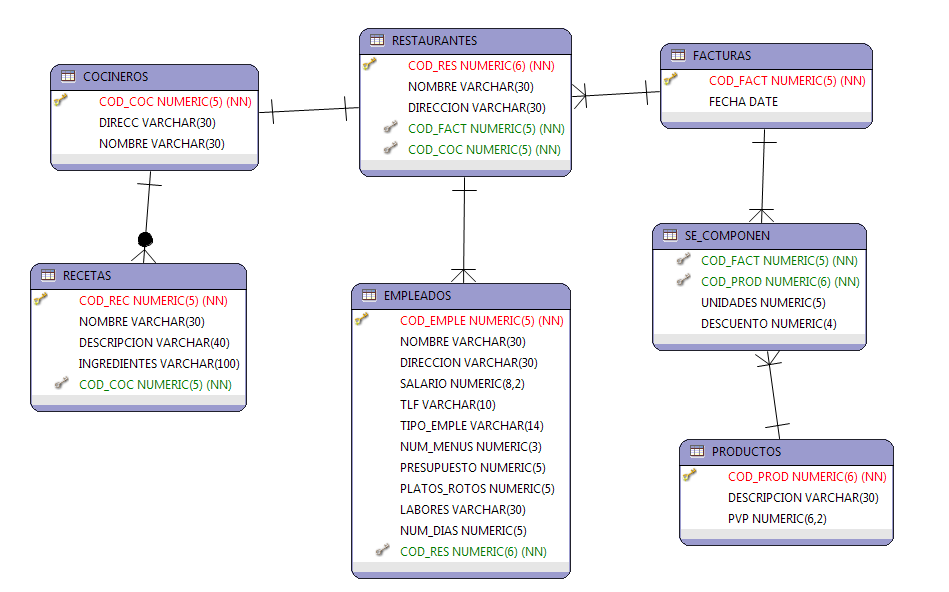 COCINEROS
COD_COC NUMERIC(5) (NN)
DIRECC VARCHAR(30)
NOMBRE VARCHAR(30)
RESTAURANTES
COD_RES NUMERIC(6) (NN)
NOMBRE VARCHAR(30)
DIRECCION VARCHAR(30)
COD_FACT NUMERIC(5) (NN)
COD_COC NUMERIC(5) (NN)
FACTURAS
COD_FACT NUMERIC(5) (NN)
FECHA DATE
RECETAS
COD_REC NUMERIC(5) (NN)
NOMBRE VARCHAR(30)
DESCRIPCION VARCHAR(40)
INGREDIENTES VARCHAR(100)
COD_COC NUMERIC(5) (NN)
EMPLEADOS
COD_EMPLE NUMERIC(5) (NN)
NOMBRE VARCHAR(30)
DIRECCION VARCHAR(30)
SALARIO NUMERIC(8,2)
TLF VARCHAR(10)
TIPO_EMPLE VARCHAR(14)
NUM_MENUS NUMERIC(3)
PRESUPUESTO NUMERIC(5)
PLATOS_ROTOS NUMERIC(5)
LABORES VARCHAR(30)
NUM_DIAS NUMERIC(5)
COD_RES NUMERIC(6) (NN)
SE_COMPONEN
COD_FACT NUMERIC(5) (NN)
COD_PROD NUMERIC(6) (NN)
UNIDADES NUMERIC(5)
DESCUENTO NUMERIC(4)
PRODUCTOS
COD_PROD NUMERIC(6) (NN)
DESCRIPCION VARCHAR(30)
PVP NUMERIC(6,2)